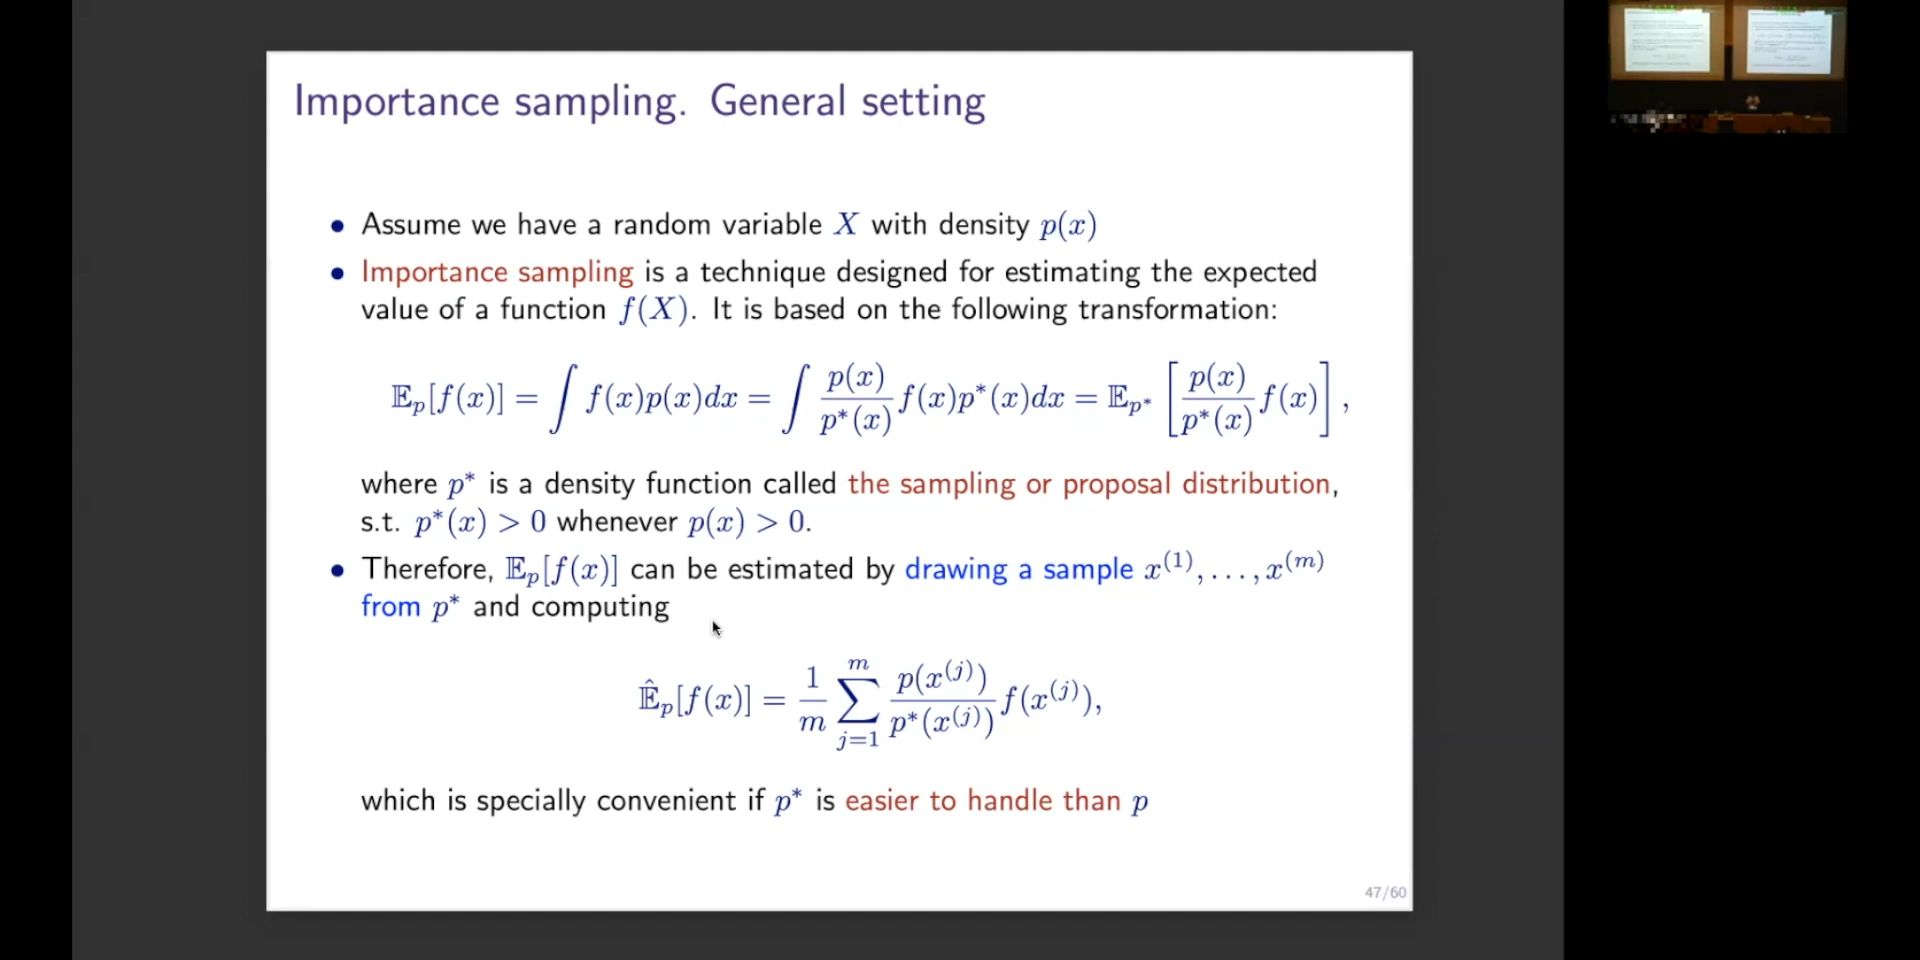 Importance sampling. General setting
• Assume we have a random variable X with density p(x)
• Importance sampling is a technique designed for estimating the expected
value of a function f(X). It is based on the following transformation:
𝔼_p[f(x)] = ∫ f(x)p(x)dx = ∫ p(x)/p*(x) f(x)p*(x)dx = 𝔼_{p*} [p(x)/p*(x) f(x)],
where p* is a density function called the sampling or proposal distribution,
s.t. p*(x) > 0 whenever p(x) > 0.
• Therefore, 𝔼_p[f(x)] can be estimated by drawing a sample x^(1), . . . , x^(m)
from p* and computing
𝔼̂_p[f(x)] = 1/m ∑_{j=1}^{m} p(x^(j))/p*(x^(j)) f(x^(j)),
which is specially convenient if p* is easier to handle than p
47/60